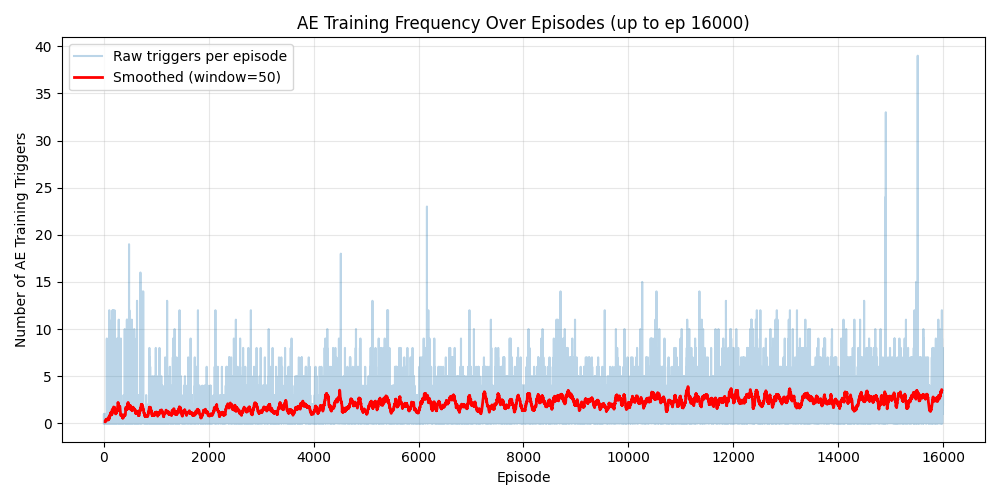 AE Training Frequency Over Episodes (up to ep 16000)
Raw triggers per episode
Smoothed (window=50)
Number of AE Training Triggers
40
35
30
25
20
15
10
5
0
0 2000 4000 6000 8000 10000 12000 14000 16000
Episode